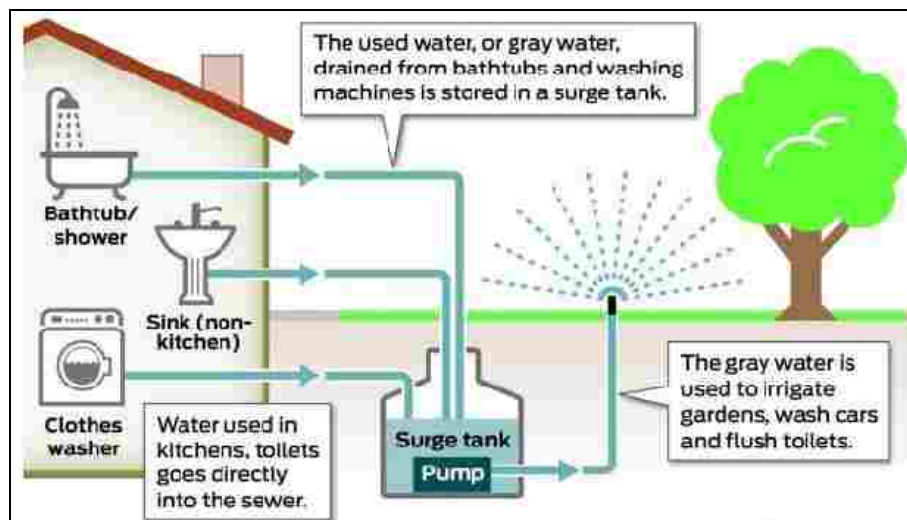 The used water, or gray water,
drained from bathtubs and washing
machines is stored in a surge tank.
Bathtub/
shower
Sink (non-
kitchen)
Clothes
washer
Water used in
kitchens, toilets
goes directly
into the sewer.
Surge tank
Pump
The gray water is
used to irrigate
gardens, wash cars
and flush toilets.